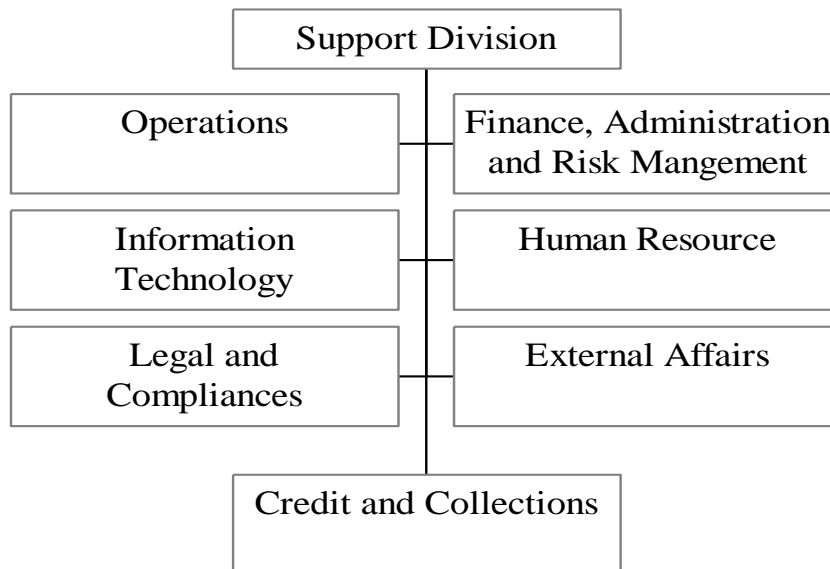 Support Division
Operations
Finance, Administration
and Risk Mangement
Information
Technology
Human Resource
Legal and
Compliances
External Affairs
Credit and Collections